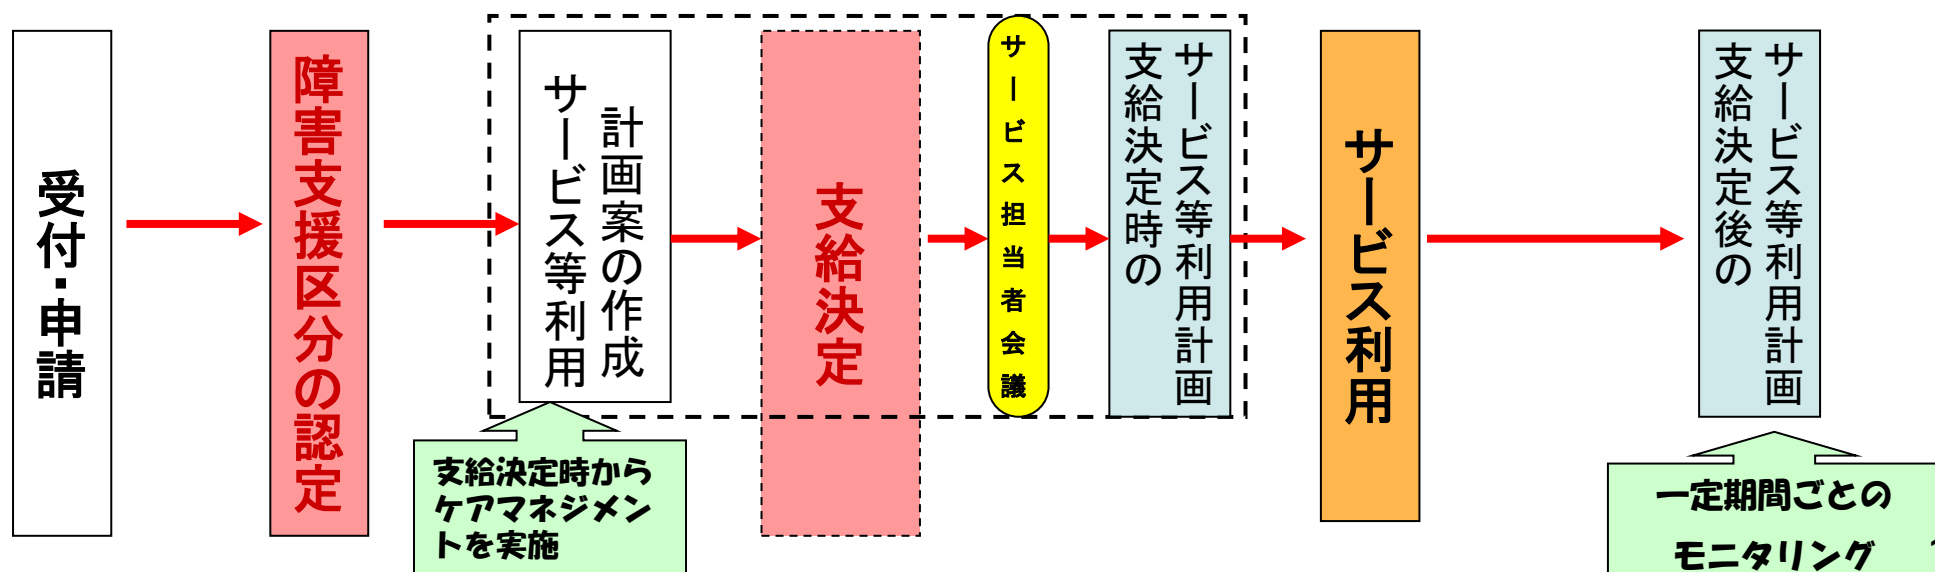 受付・申請
障害支援区分の認定
サービス等利用
計画案の作成
支給決定時から
ケアマネジメン
トを実施
支給決定
サービス担当者会議
支給決定時の
サービス等利用計画
サービス利用
支給決定後の
サービス等利用計画
一定期間ごとの
モニタリング